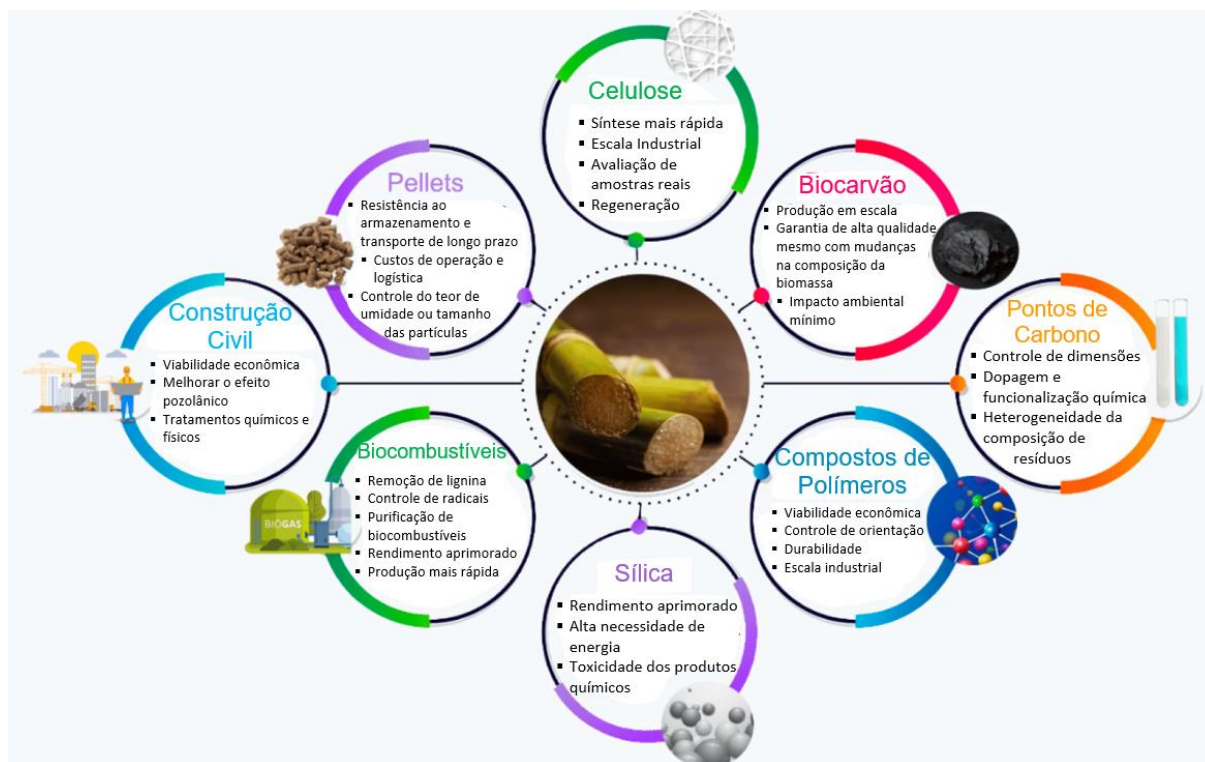 Celulose
▪ Síntese mais rápida
▪ Escala Industrial
▪ Avaliação de
amostras reais
▪ Regeneração
Pellets
▪ Resistência ao
armazenamento e
transporte de longo prazo
▪ Custos de operação e
logística
▪ Controle do teor de
umidade ou tamanho
das partículas
Biocarvão
▪ Produção em escala
▪ Garantia de alta qualidade
mesmo com mudanças
na composição da
biomassa
▪ Impacto ambiental
mínimo
Construção
Civil
▪ Viabilidade econômica
▪ Melhorar o efeito
pozolânico
▪ Tratamentos químicos e
físicos
Pontos de
Carbono
▪ Controle de dimensões
▪ Dopagem e
funcionalização química
▪ Heterogeneidade da
composição de
resíduos
Biocombustíveis
▪ Remoção de lignina
▪ Controle de radicais
▪ Purificação de
biocombustíveis
▪ Rendimento aprimorado
▪ Produção mais rápida
BIOGAS
Compostos de
Polímeros
▪ Viabilidade econômica
▪ Controle de orientação
▪ Durabilidade
▪ Escala industrial
Sílica
▪ Rendimento aprimorado
▪ Alta necessidade de
energia
▪ Toxicidade dos produtos
químicos